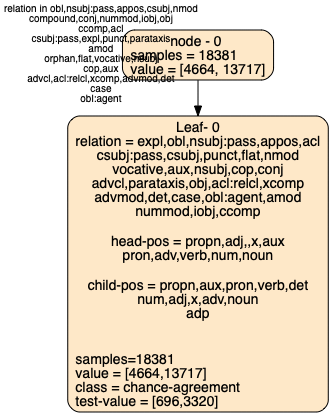 relation in obl,nsubj:pass,appos,csubj,nmod
compound,conj,nummod,iobj,obj
ccomp,acl
csubj:pass,expl,punct,parataxis
amod
orphan,flat,vocative,nsubj
cop,aux
advcl,acl:relcl,xcomp,advmod,det
case
obl:agent
node - 0
samples = 18381
value = [4664, 13717]
Leaf- 0
relation = expl,obl,nsubj:pass,appos,acl
csubj:pass,csubj,punct,flat,nmod
vocative,aux,nsubj,cop,conj
advcl,parataxis,obj,acl:relcl,xcomp
advmod,det,case,obl:agent,amod
nummod,iobj,ccomp
head-pos = propn,adj,,x,aux
pron,adv,verb,num,noun
child-pos = propn,aux,pron,verb,det
num,adj,x,adv,noun
adp
samples=18381
value = [4664,13717]
class = chance-agreement
test-value = [696,3320]